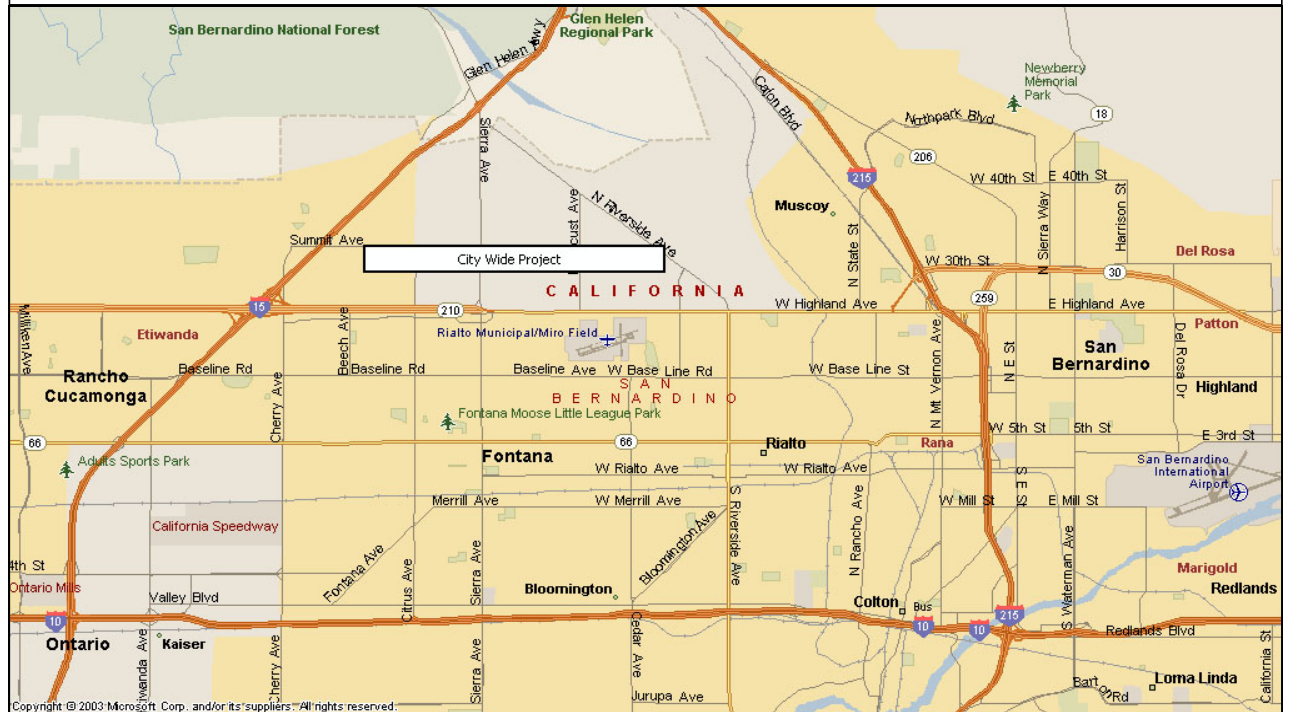 San Bernardino National Forest
Glen Helen
Regional Park
Glen Helen Pkwy
Newberry
Memorial
Park
18
Cajon Blvd
Northpark Blvd
206
Sierra Ave
215
W 40th St
E 40th St
N Riverside Ave
Muscoy
N State St
N Sierra Way
Harrison St
Summit Ave
City Wide Project
Del Rosa
W 30th St
30
CALIFORNIA
15
210
W Highland Ave
259
E Highland Ave
Milliken Ave
Etiwanda
Beech Ave
Rialto Municipal/Miro Field
Patton
N Mt Vernon Ave
N E St
San
Bernardino
Del Rosa Dr
Rancho
Cucamonga
Baseline Rd
Baseline Rd
Baseline Ave
W Base Line Rd
W Base Line St
SAN
BERNARDINO
Highland
Cherry Ave
Fontana Moose Little League Park
66
66
Rialto
Rana
W 5th St
5th St
E 3rd St
Adults Sports Park
Fontana
W Rialto Ave
W Rialto Ave
San Bernardino
International
Airport
Merrill Ave
W Merrill Ave
S Riverside Ave
W Mill St
S E St
E Mill St
California Speedway
Fontana Ave
Bloomington Ave
N Rancho Ave
4th St
Citrus Ave
Sierra Ave
S Waterman Ave
Marigold
Ontario Mills
Valley Blvd
Bloomington
Colton
Bus
Redlands
10
10
10
215
Redlands Blvd
Ontario
Kaiser
Etiwanda Ave
Cherry Ave
Sierra Ave
Cedar Ave
California St
Loma Linda
Barton Rd
Jurupa Ave
Copyright © 2003 Microsoft Corp. and/or its suppliers. All rights reserved.